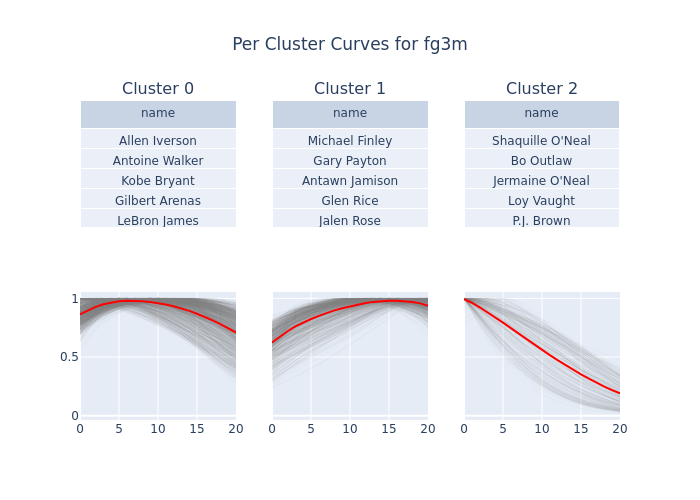 Per Cluster Curves for fg3m
Cluster 0
name
Allen Iverson
Antoine Walker
Kobe Bryant
Gilbert Arenas
LeBron James
Cluster 1
name
Michael Finley
Gary Payton
Antawn Jamison
Glen Rice
Jalen Rose
Cluster 2
name
Shaquille O'Neal
Bo Outlaw
Jermaine O'Neal
Loy Vaught
P.J. Brown
1
0.5
0
0 5 10 15 20
0 5 10 15 20
0 5 10 15 20